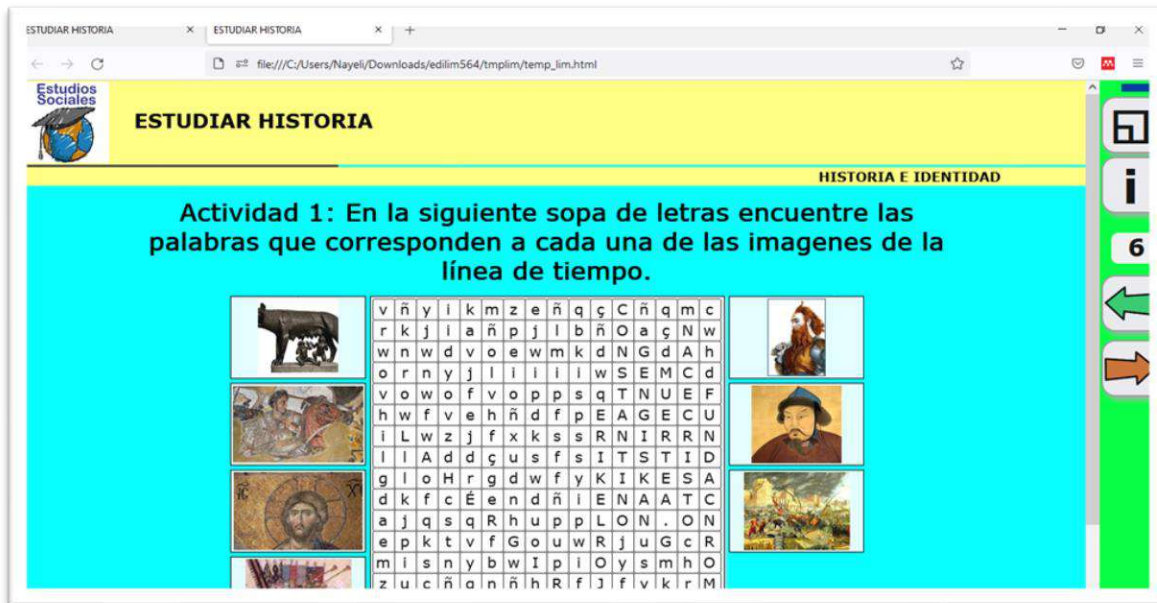 ESTUDIAR HISTORIA ESTUDIAR HISTORIA
file:///C:/Users/Nayeli/Downloads/edilim564/tmplim/temp_lim.html
Estudios
Sociales
ESTUDIAR HISTORIA
HISTORIA E IDENTIDAD
i
6
Actividad 1: En la siguiente sopa de letras encuentre las
palabras que corresponden a cada una de las imagenes de la
línea de tiempo.
v ñ y i k m z e ñ q ç C ñ q m c
r k j i a ñ p j l b ñ O a ç N w
w n w d v o e w m k d N G d A h
o r n y j l i i i i w S E M C d
v o w o f v o p p s q T N U E F
h w f v e h ñ d f p E A G E C U
i L w z j f x k s s R N I R R N
l l A d d ç u s f s I T S T I D
g l o H r g d w f y K I K E S A
d k f c É e n d ñ i E N A A T C
a j q s q R h u p p L O N . O N
e p k t v f G o u w R j u G c R
m i s n y b w I p i O y s m h O
z u c ñ q n ñ h R f J f v k r M